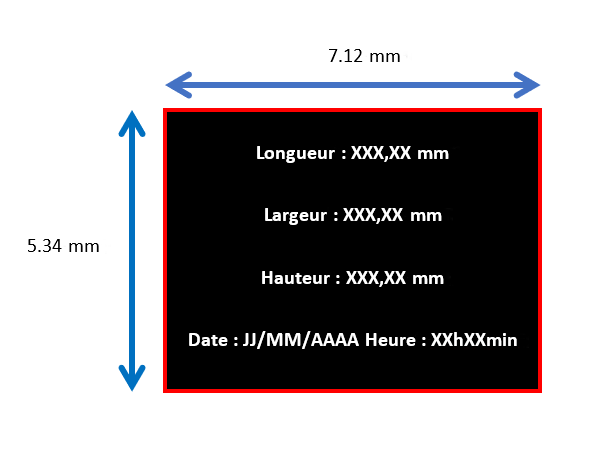 7.12 mm
Longueur : XXX,XX mm
Largeur : XXX,XX mm
5.34 mm
Hauteur : XXX,XX mm
Date : JJ/MM/AAAA Heure : XXhXXmin